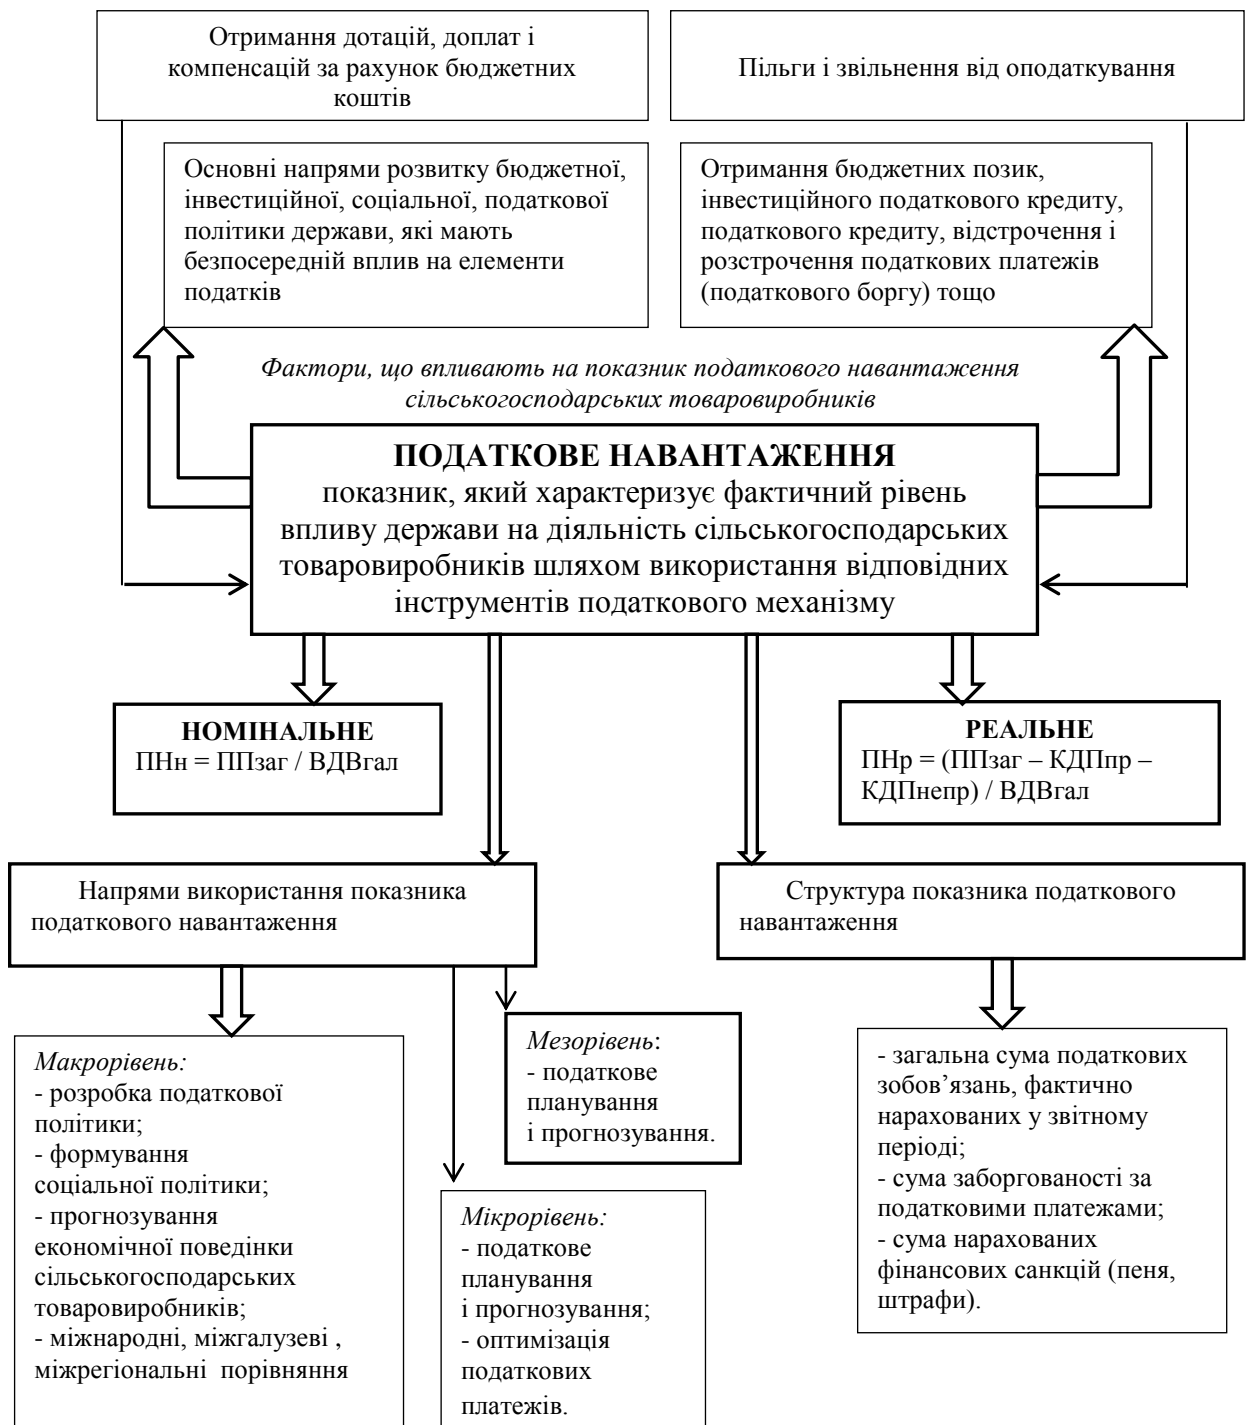 Отримання дотацій, доплат і
компенсацій за рахунок бюджетних
коштів
Пільги і звільнення від оподаткування
Основні напрями розвитку бюджетної,
інвестиційної, соціальної, податкової
політики держави, які мають
безпосередній вплив на елементи
податків
Отримання бюджетних позик,
інвестиційного податкового кредиту,
податкового кредиту, відстрочення і
розстрочення податкових платежів
(податкового боргу) тощо
Фактори, що впливають на показник податкового навантаження
сільськогосподарських товаровиробників
ПОДАТКОВЕ НАВАНТАЖЕННЯ
показник, який характеризує фактичний рівень
впливу держави на діяльність сільськогосподарських
товаровиробників шляхом використання відповідних
інструментів податкового механізму
НОМІНАЛЬНЕ
ПНн = ППзаг / ВДВгал
РЕАЛЬНЕ
ПНр = (ППзаг – КДПпр –
КДПнепр) / ВДВгал
Напрями використання показника
податкового навантаження
Структура показника податкового
навантаження
Макрорівень:
- розробка податкової
політики;
- формування
соціальної політики;
- прогнозування
економічної поведінки
сільськогосподарських
товаровиробників;
- міжнародні, міжгалузеві ,
міжрегіональні порівняння
Мезорівень:
- податкове
планування
і прогнозування.
Мікрорівень:
- податкове
планування
і прогнозування;
- оптимізація
податкових
платежів.
- загальна сума податкових
зобов’язань, фактично
нарахованих у звітному
періоді;
- сума заборгованості за
податковими платежами;
- сума нарахованих
фінансових санкцій (пеня,
штрафи).